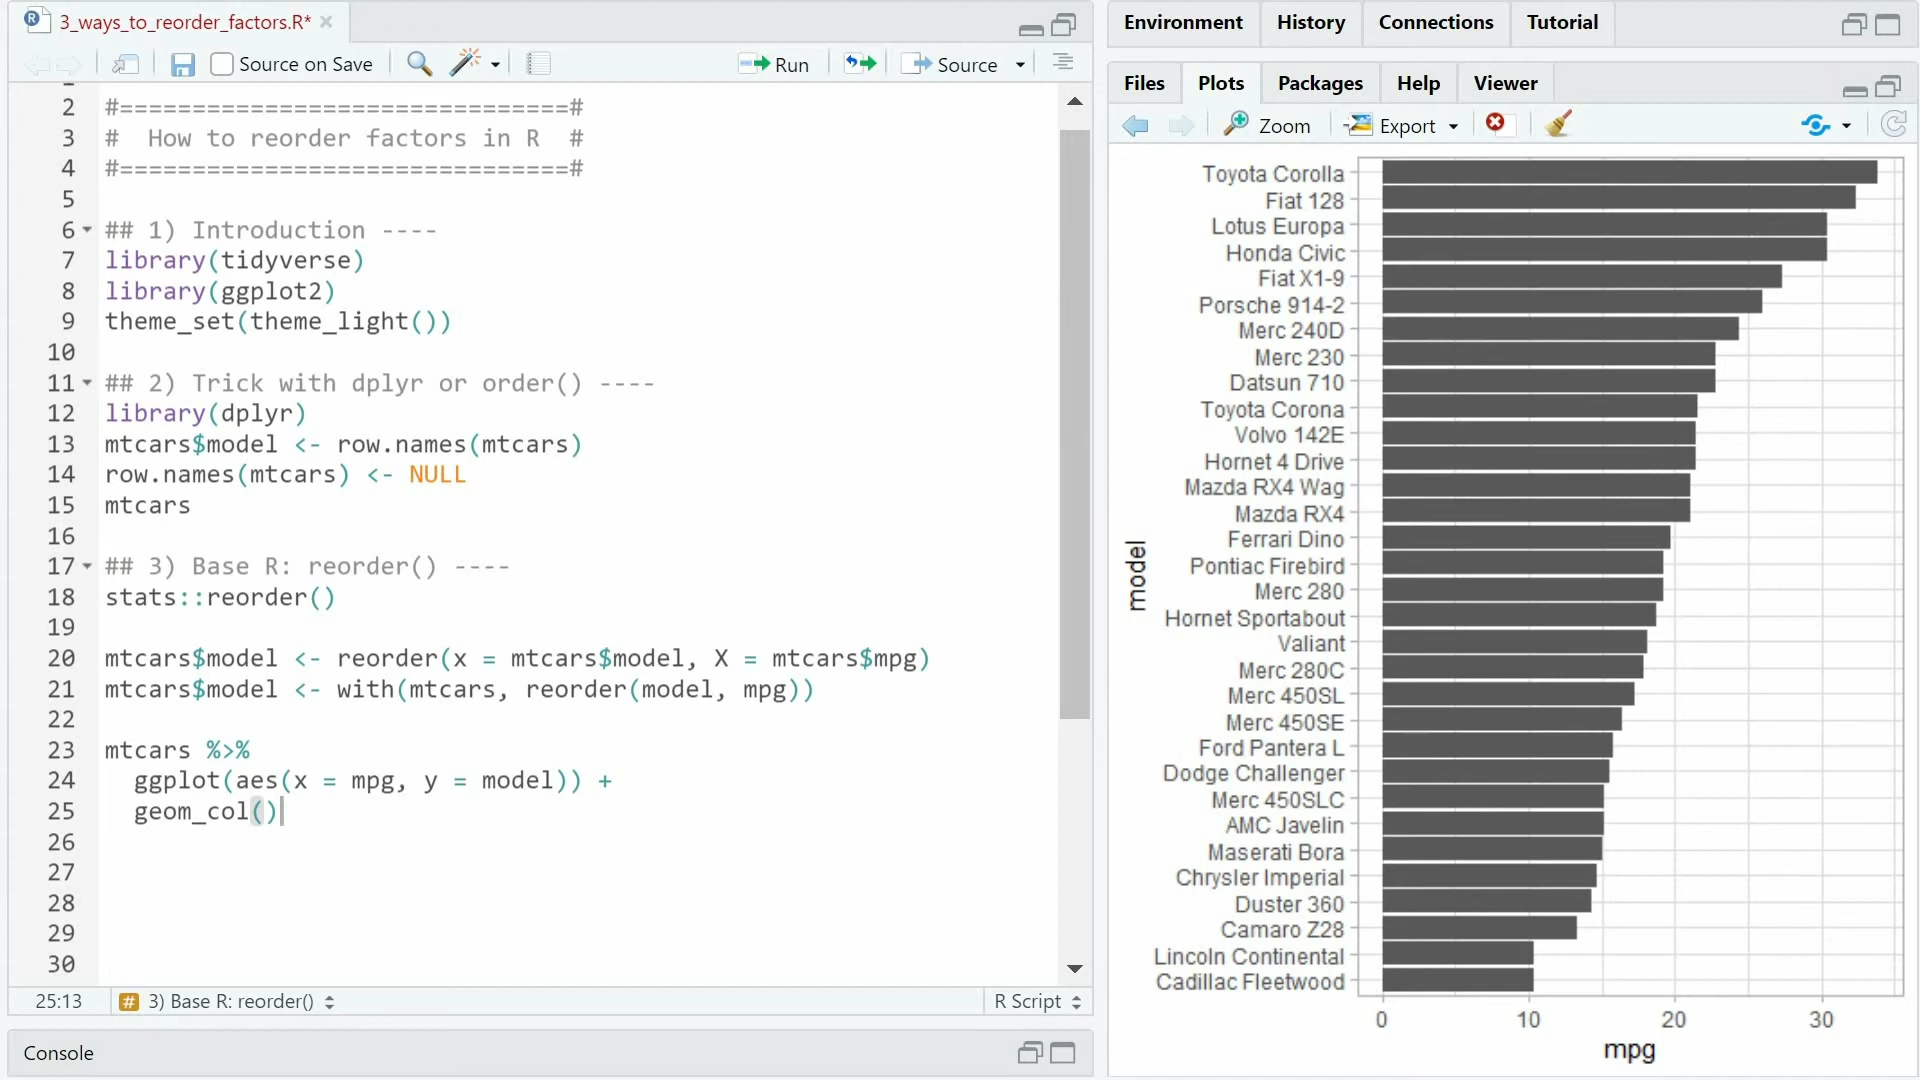 3_ways_to_reorder_factors.R*
Source on Save
Run
Source
2 #===============================#
3 #  How to reorder factors in R  #
4 #===============================#
5
6 ## 1) Introduction ----
7 library(tidyverse)
8 library(ggplot2)
9 theme_set(theme_light())
10
11 ## 2) Trick with dplyr or order() ----
12 library(dplyr)
13 mtcars$model <- row.names(mtcars)
14 row.names(mtcars) <- NULL
15 mtcars
16
17 ## 3) Base R: reorder() ----
18 stats::reorder()
19
20 mtcars$model <- reorder(x = mtcars$model, X = mtcars$mpg)
21 mtcars$model <- with(mtcars, reorder(model, mpg))
22
23 mtcars %>%
24   ggplot(aes(x = mpg, y = model)) +
25   geom_col()
26
27
28
29
30
25:13
# 3) Base R: reorder()
R Script
Console
Environment
History
Connections
Tutorial
Files
Plots
Packages
Help
Viewer
Zoom
Export
Toyota Corolla
Fiat 128
Lotus Europa
Honda Civic
Fiat X1-9
Porsche 914-2
Merc 240D
Merc 230
Datsun 710
Toyota Corona
Volvo 142E
Hornet 4 Drive
Mazda RX4 Wag
Mazda RX4
Ferrari Dino
Pontiac Firebird
Merc 280
Hornet Sportabout
Valiant
Merc 280C
Merc 450SL
Merc 450SE
Ford Pantera L
Dodge Challenger
Merc 450SLC
AMC Javelin
Maserati Bora
Chrysler Imperial
Duster 360
Camaro Z28
Lincoln Continental
Cadillac Fleetwood
model
0 10 20 30
mpg